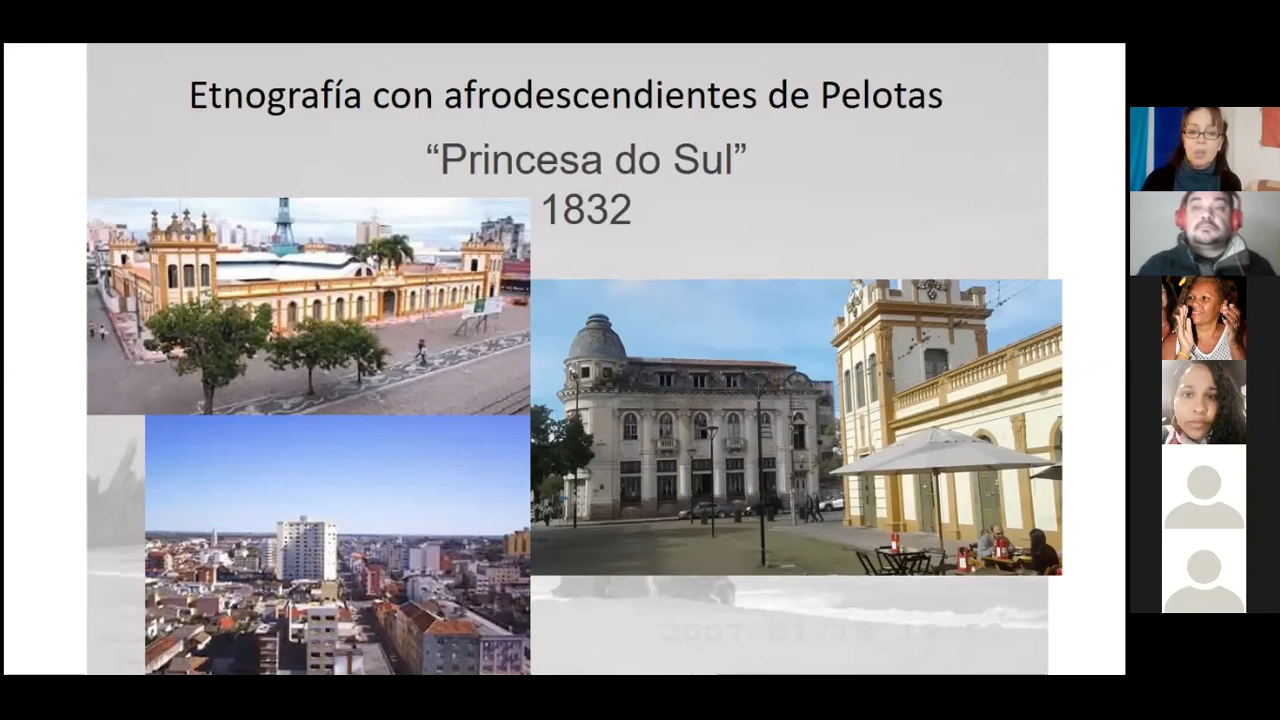 Etnografía con afrodescendientes de Pelotas
“Princesa do Sul”
1832